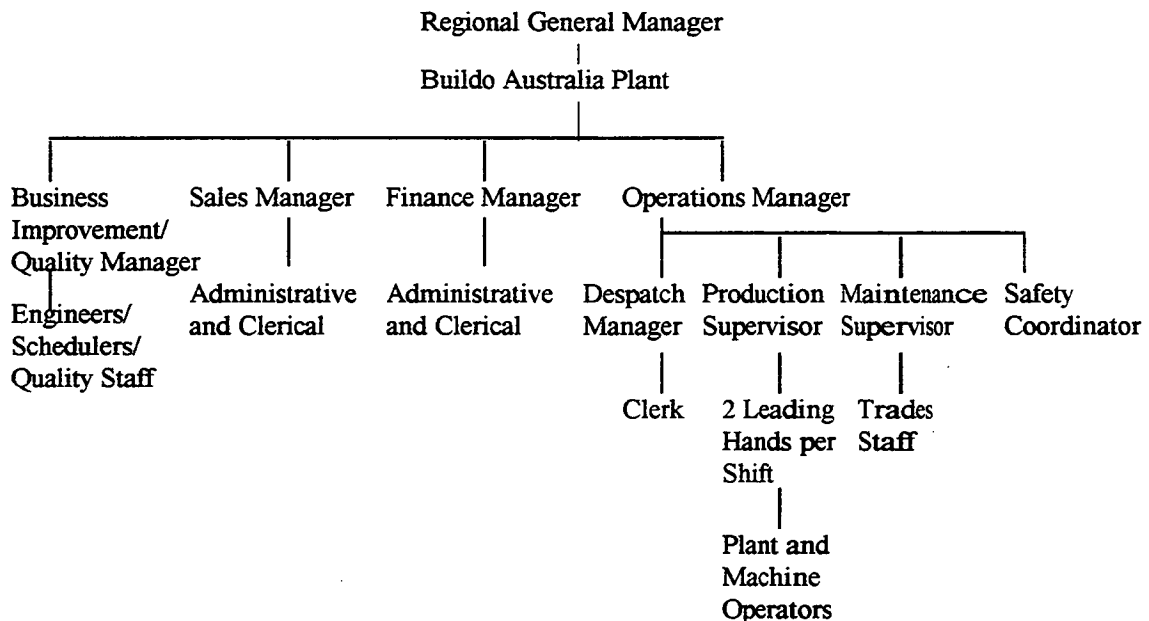 Regional General Manager
Buildo Australia Plant
Business
Improvement/
Quality Manager
Sales Manager
Finance Manager
Operations Manager
Engineers/
Schedulers/
Quality Staff
Administrative
and Clerical
Administrative
and Clerical
Despatch
Manager
Production
Supervisor
Maintenance
Supervisor
Safety
Coordinator
Clerk
2 Leading
Hands per
Shift
Trades
Staff
Plant and
Machine
Operators